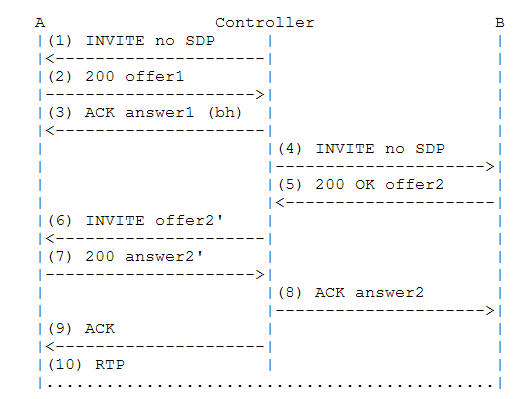 A Controller B
(1) INVITE no SDP
(2) 200 offer1
(3) ACK answer1 (bh)
(4) INVITE no SDP
(5) 200 OK offer2
(6) INVITE offer2'
(7) 200 answer2'
(8) ACK answer2
(9) ACK
(10) RTP